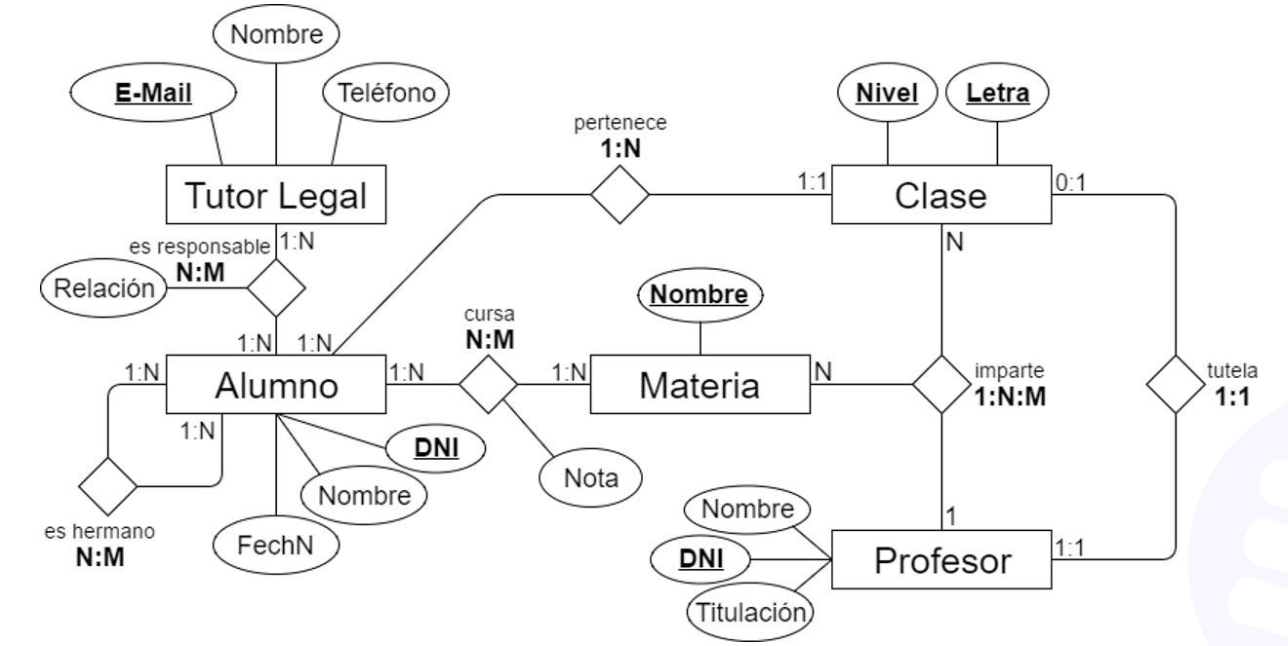 Nombre
E-Mail
Teléfono
Tutor Legal
es responsable
N:M
1:N
Relación
1:N
1:N
pertenece
1:N
1:1
Nivel
Letra
Clase
0:1
N
1:N
Alumno
1:N
1:N
es hermano
N:M
DNI
Nombre
FechN
cursa
N:M
1:N
Nota
Nombre
Materia
N
imparte
1:N:M
tutela
1:1
1
Nombre
DNI
Titulación
Profesor
1:1